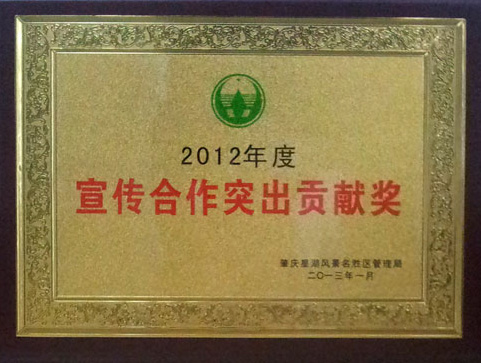 2012年度
宣传合作突出贡献奖
肇庆星湖风景名胜区管理局
二〇一三年一月